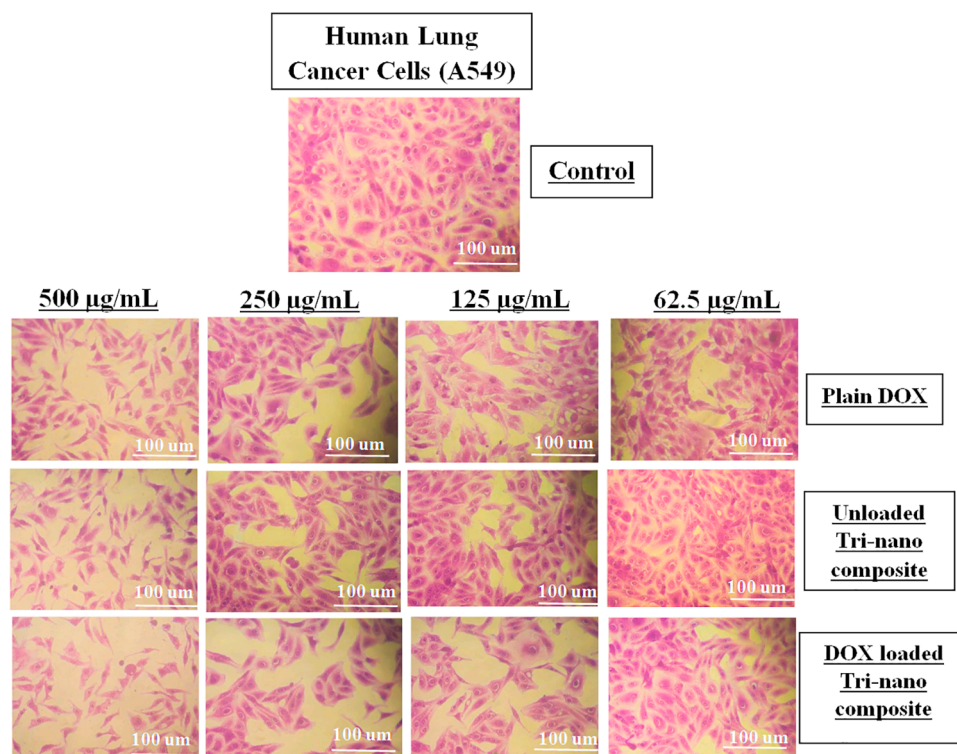 Human Lung
Cancer Cells (A549)
100 um
Control
500 µg/mL
250 µg/mL
125 µg/mL
62.5 µg/mL
100 um
100 um
100 um
100 um
Plain DOX
100 um
100 um
100 um
100 um
Unloaded
Tri-nano
composite
100 um
100 um
100 um
100 um
DOX loaded
Tri-nano
composite